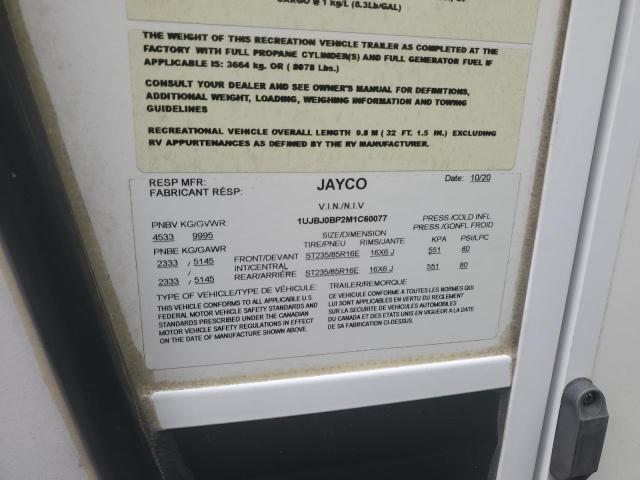 CARGO @ 1 kg/L (8.3Lb/GAL)
THE WEIGHT OF THIS RECREATION VEHICLE TRAILER AS COMPLETED AT THE
FACTORY WITH FULL PROPANE CYLINDER(S) AND FULL GENERATOR FUEL IF
APPLICABLE IS: 3664 kg. OR ( 8078 Lbs.)
CONSULT YOUR DEALER AND SEE OWNER'S MANUAL FOR DEFINITIONS,
ADDITIONAL WEIGHT, LOADING, WEIGHING INFORMATION AND TOWING
GUIDELINES
RECREATIONAL VEHICLE OVERALL LENGTH 9.8 M ( 32 FT. 1.5 IN.) EXCLUDING
RV APPURTENANCES AS DEFINED BY THE RV MANUFACTURER.
RESP MFR: JAYCO Date: 10/20
FABRICANT RÉSP:
V.I.N./N.I.V
PNBV KG/GVWR: 1UJBJ0BP2M1C60077 PRESS/COLD INFL
4533 9995 SIZE/DIMENSION PRESS/GONFL FROID
PNBE KG/GAWR TIRE/PNEU RIMS/JANTE KPA PSI/LPC
2333 / 5145 FRONT/DEVANT ST235/85R16E 16X6 J 551 80
INT/CENTRAL
2333 / 5145 REAR/ARRIÈRE ST235/85R16E 16X6 J 551 80
TYPE OF VEHICLE/TYPE DE VÉHICULE: TRAILER/REMORQUE
THIS VEHICLE CONFORMS TO ALL APPLICABLE U.S.
FEDERAL MOTOR VEHICLE SAFETY STANDARDS AND
STANDARDS PRESCRIBED UNDER THE CANADIAN
MOTOR VEHICLE SAFETY REGULATIONS IN EFFECT
ON THE DATE OF MANUFACTURE SHOWN ABOVE.
CE VÉHICULE CONFORME À TOUTES LES NORMES QUI
LUI SONT APPLICABLES EN VERTU DU RÈGLEMENT
SUR LA SECURITE DE VÉHICULES AUTOMOBILES
DU CANADA ET DES ETATS UNIS EN VIGUEUR A LA DATE
DE SA FABRICATION CI-DESSUS.